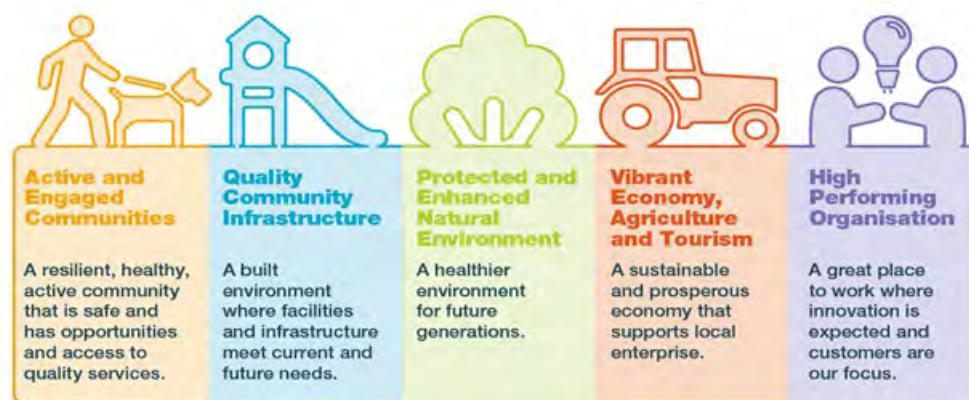 Active and
Engaged
Communities
A resilient, healthy,
active community
that is safe and
has opportunities
and access to
quality services.
Quality
Community
Infrastructure
A built
environment
where facilities
and infrastructure
meet current and
future needs.
Protected and
Enhanced
Natural
Environment
A healthier
environment
for future
generations.
Vibrant
Economy,
Agriculture
and Tourism
A sustainable
and prosperous
economy that
supports local
enterprise.
High
Performing
Organisation
A great place
to work where
innovation is
expected and
customers are
our focus.